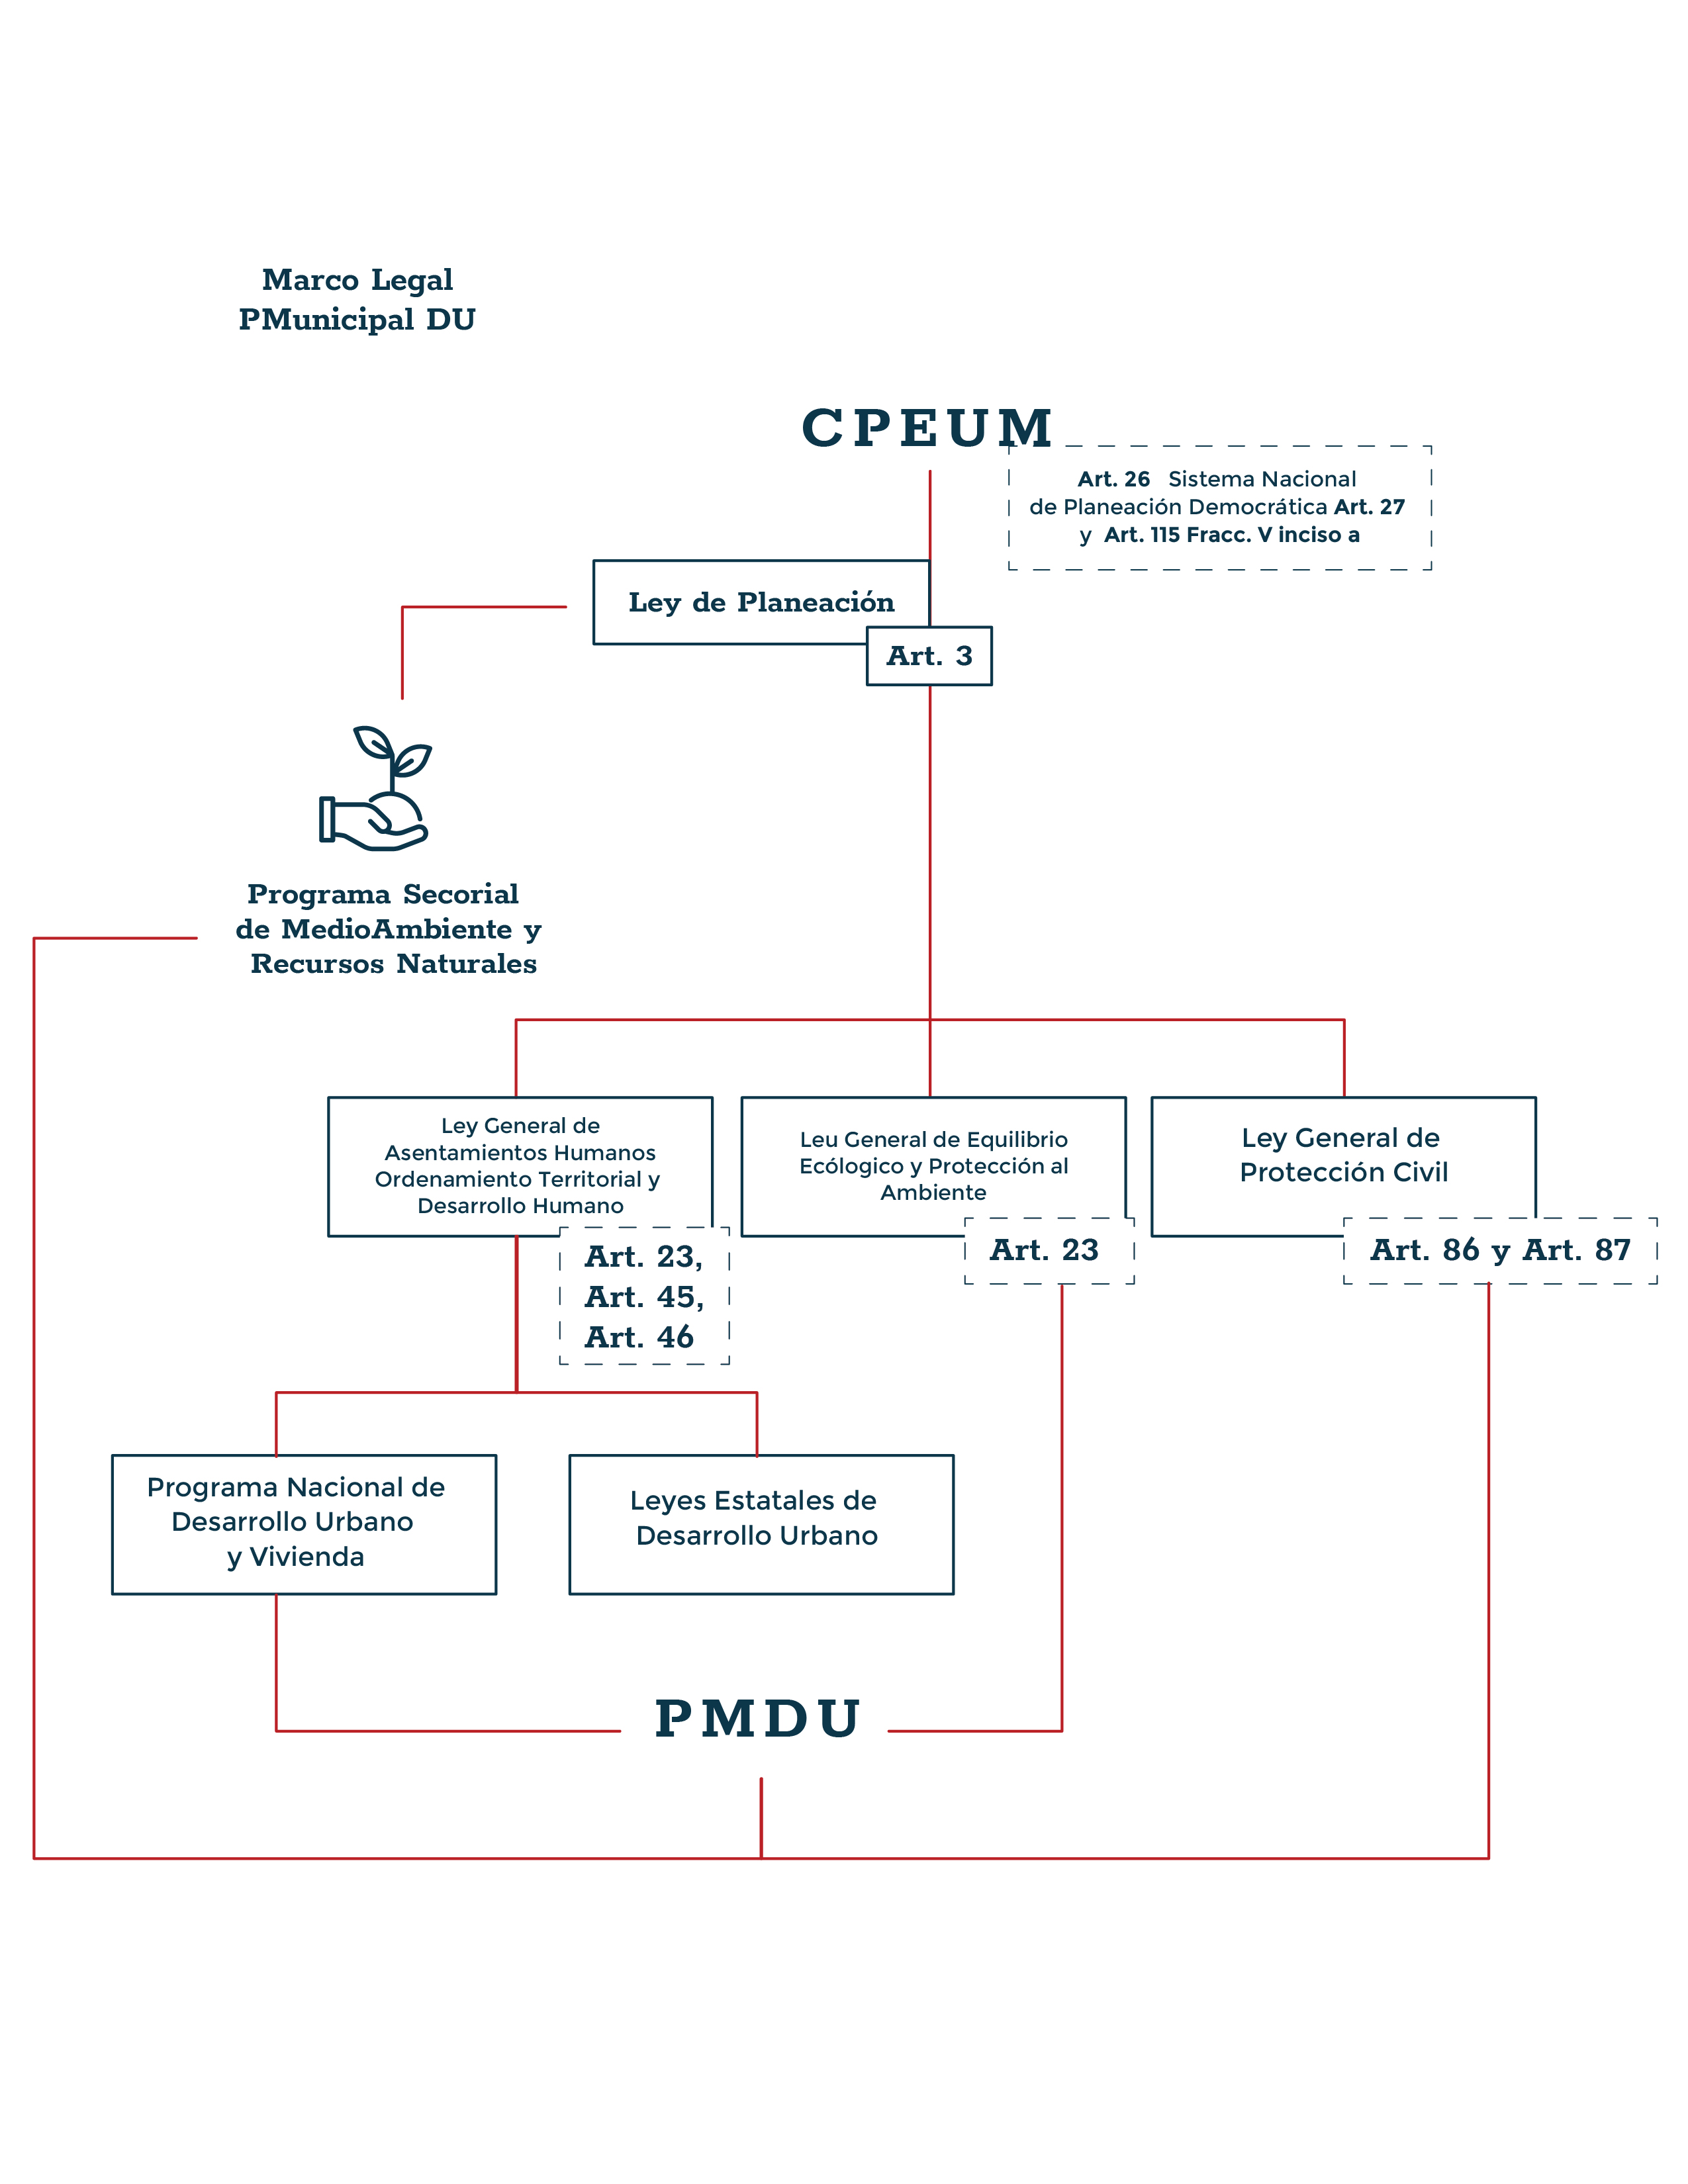 Marco Legal
PMunicipal DU
CPEUM
Art. 26 Sistema Nacional
de Planeación Democrática Art. 27
y Art. 115 Fracc. V inciso a
Ley de Planeación
Art. 3
Programa Secorial
de MedioAmbiente y
Recursos Naturales
Ley General de
Asentamientos Humanos
Ordenamiento Territorial y
Desarrollo Humano
Art. 23,
Art. 45,
Art. 46
Leu General de Equilibrio
Ecólogico y Protección al
Ambiente
Art. 23
Ley General de
Protección Civil
Art. 86 y Art. 87
Programa Nacional de
Desarrollo Urbano
y Vivienda
Leyes Estatales de
Desarrollo Urbano
PMDU